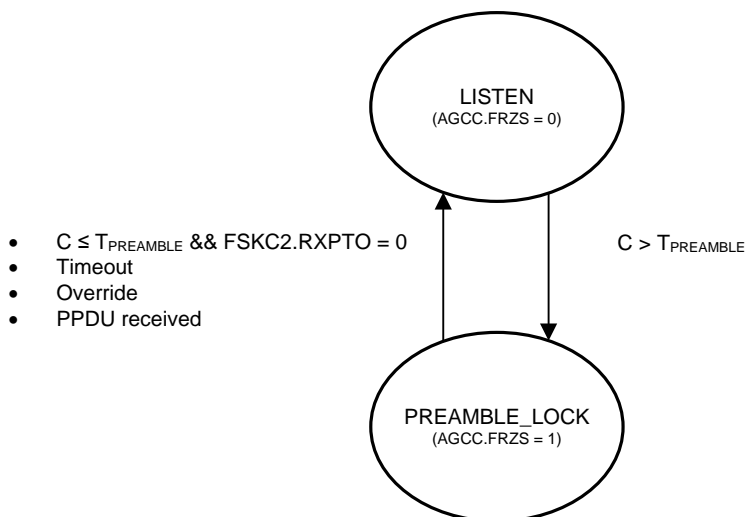 LISTEN
(AGCC.FRZS = 0)
• C ≤ TPREAMBLE && FSKC2.RXPTO = 0
• Timeout
• Override
• PPDU received
C > TPREAMBLE
PREAMBLE_LOCK
(AGCC.FRZS = 1)